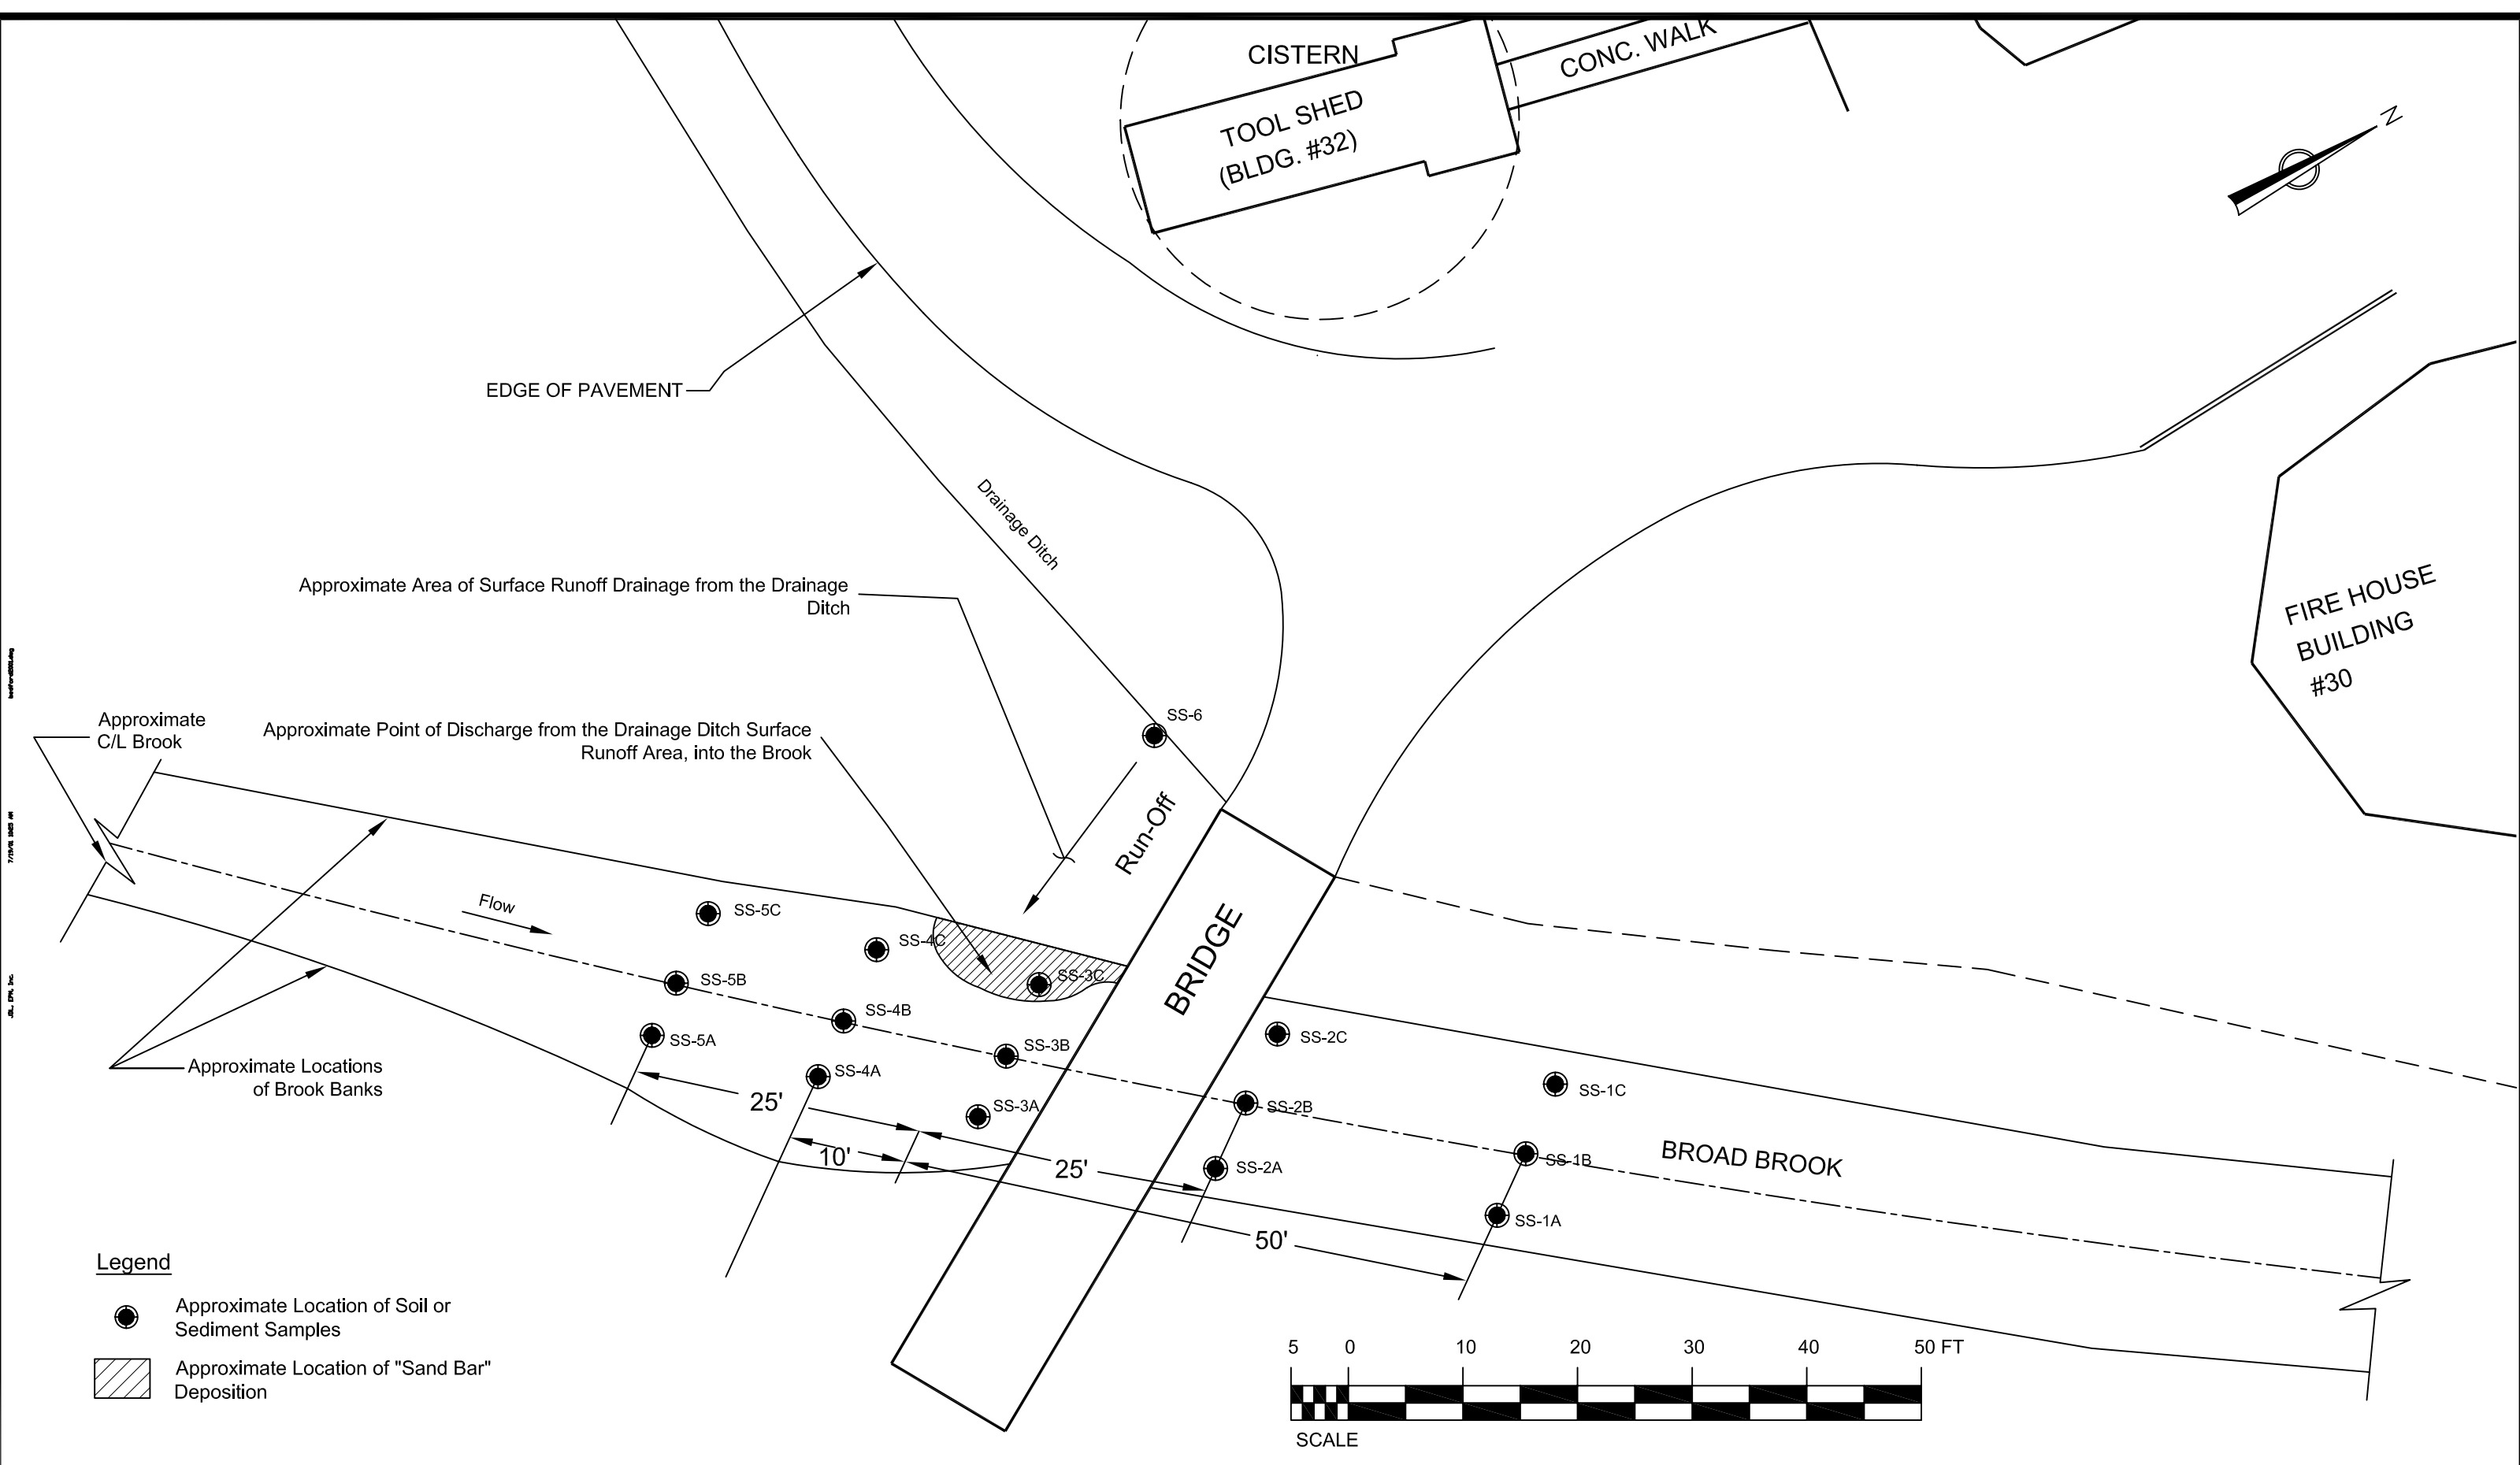 CISTERN
CONC. WALK
TOOL SHED
(BLDG. #32)
N
EDGE OF PAVEMENT
Drainage Ditch
Approximate Area of Surface Runoff Drainage from the Drainage
Ditch
FIRE HOUSE
BUILDING
#30
SS-6
Approximate
C/L Brook
Approximate Point of Discharge from the Drainage Ditch Surface
Runoff Area, into the Brook
Run-Off
Flow
SS-5C
SS-4C
SS-3C
BRIDGE
SS-5B
SS-4B
SS-3B
SS-2C
SS-5A
SS-4A
SS-3A
SS-2B
SS-1C
Approximate Locations
of Brook Banks
25'
10'
25'
SS-2A
SS-1B
BROAD BROOK
SS-1A
50'
Legend
Approximate Location of Soil or
Sediment Samples
Approximate Location of "Sand Bar"
Deposition
5 0 10 20 30 40 50 FT
SCALE